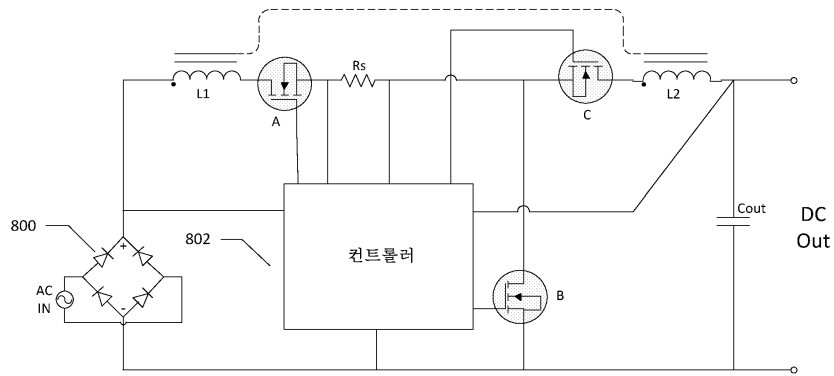 L1
A
Rs
C
L2
800
802
컨트롤러
Cout
DC
Out
+
-
AC
IN
B